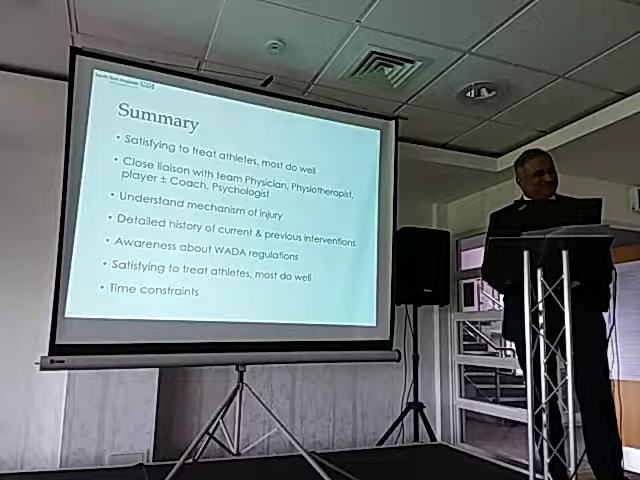 Summary
• Satisfying to treat athletes, most do well
• Close liaison with team Physician, Physiotherapist,
player ± Coach, Psychologist
• Understand mechanism of injury
• Detailed history of current & previous interventions
• Awareness about WADA regulations
• Satisfying to treat athletes, most do well
• Time constraints